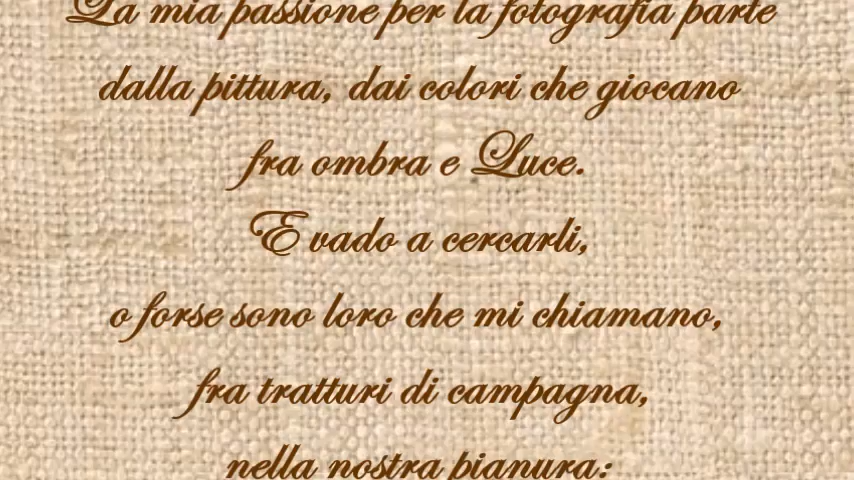 La mia passione per la fotografia parte
dalla pittura, dai colori che giocano
fra ombra e Luce.
E vado a cercarli,
o forse sono loro che mi chiamano,
fra tratturi di campagna,
nella nostra pianura: